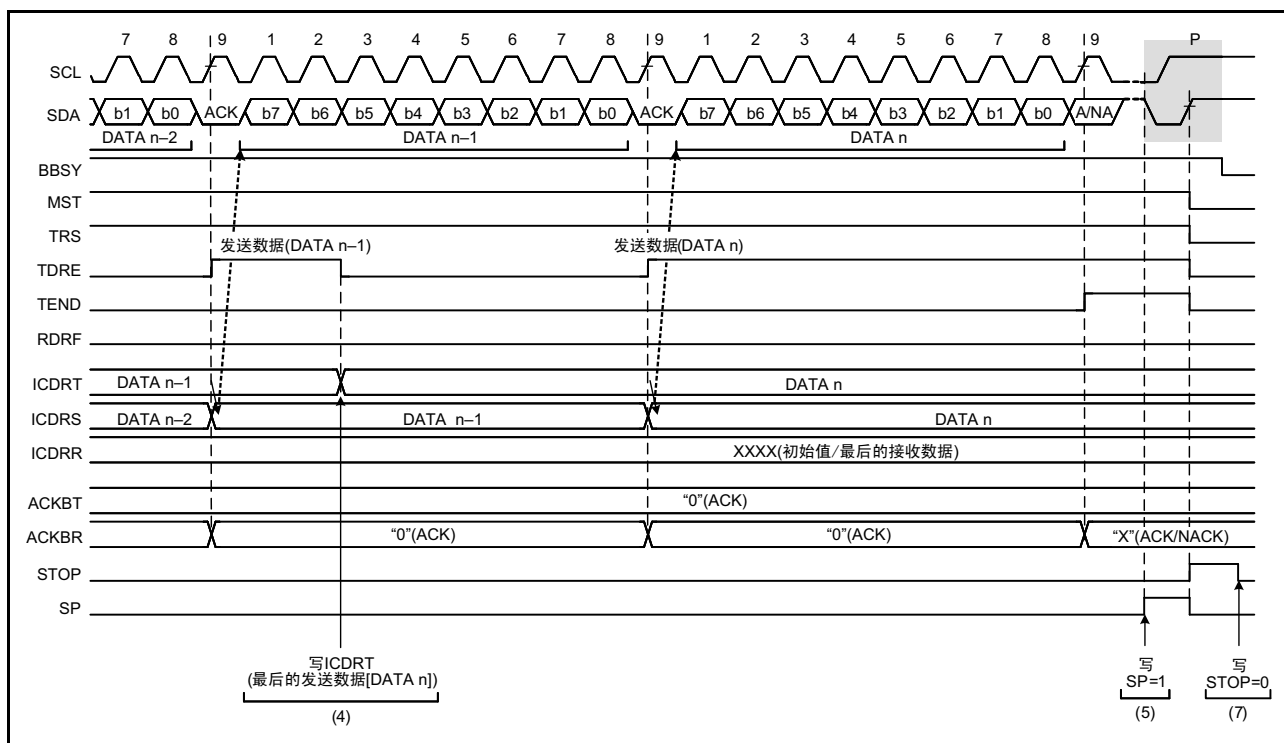 7 8 9 1 2 3 4 5 6 7 8 9 1 2 3 4 5 6 7 8 9 P
SCL
SDA b1 b0 ACK b7 b6 b5 b4 b3 b2 b1 b0 ACK b7 b6 b5 b4 b3 b2 b1 b0 A/NA
DATA n–2 DATA n–1 DATA n
BBSY
MST
TRS
发送数据(DATA n–1) 发送数据(DATA n)
TDRE
TEND
RDRF
ICDRT DATA n–1 DATA n
ICDRS DATA n–2 DATA n–1 DATA n
ICDRR XXXX(初始值/最后的接收数据)
ACKBT “0”(ACK)
ACKBR “0”(ACK) “0”(ACK) “X”(ACK/NACK)
STOP
SP
写ICDRT
(最后的发送数据[DATA n])
(4)
写
SP=1
(5)
写
STOP=0
(7)